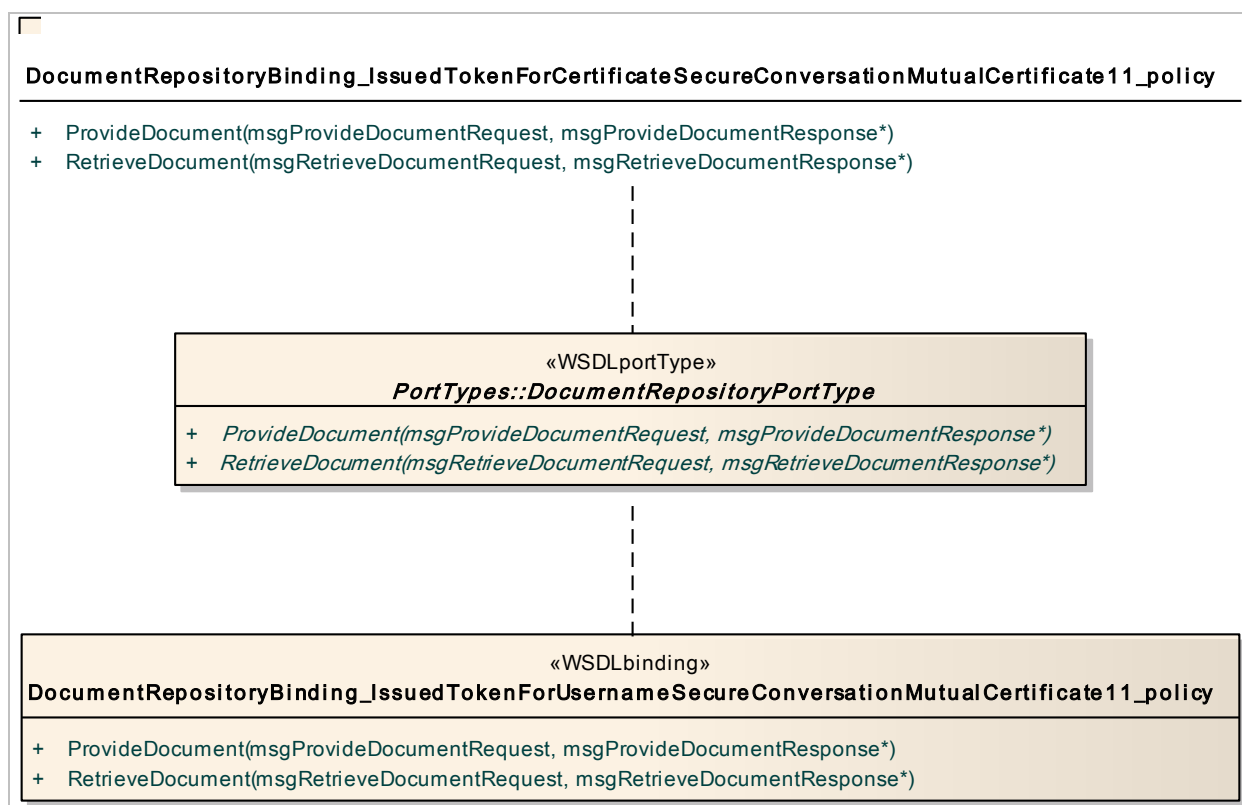 DocumentRepositoryBinding_IssuedTokenForCertificateSecureConversationMutualCertificate11_policy
+ ProvideDocument(msgProvideDocumentRequest, msgProvideDocumentResponse*)
+ RetrieveDocument(msgRetrieveDocumentRequest, msgRetrieveDocumentResponse*)
«WSDLportType»
PortTypes::DocumentRepositoryPortType
+ ProvideDocument(msgProvideDocumentRequest, msgProvideDocumentResponse*)
+ RetrieveDocument(msgRetrieveDocumentRequest, msgRetrieveDocumentResponse*)
«WSDLbinding»
DocumentRepositoryBinding_IssuedTokenForUsernameSecureConversationMutualCertificate11_policy
+ ProvideDocument(msgProvideDocumentRequest, msgProvideDocumentResponse*)
+ RetrieveDocument(msgRetrieveDocumentRequest, msgRetrieveDocumentResponse*)